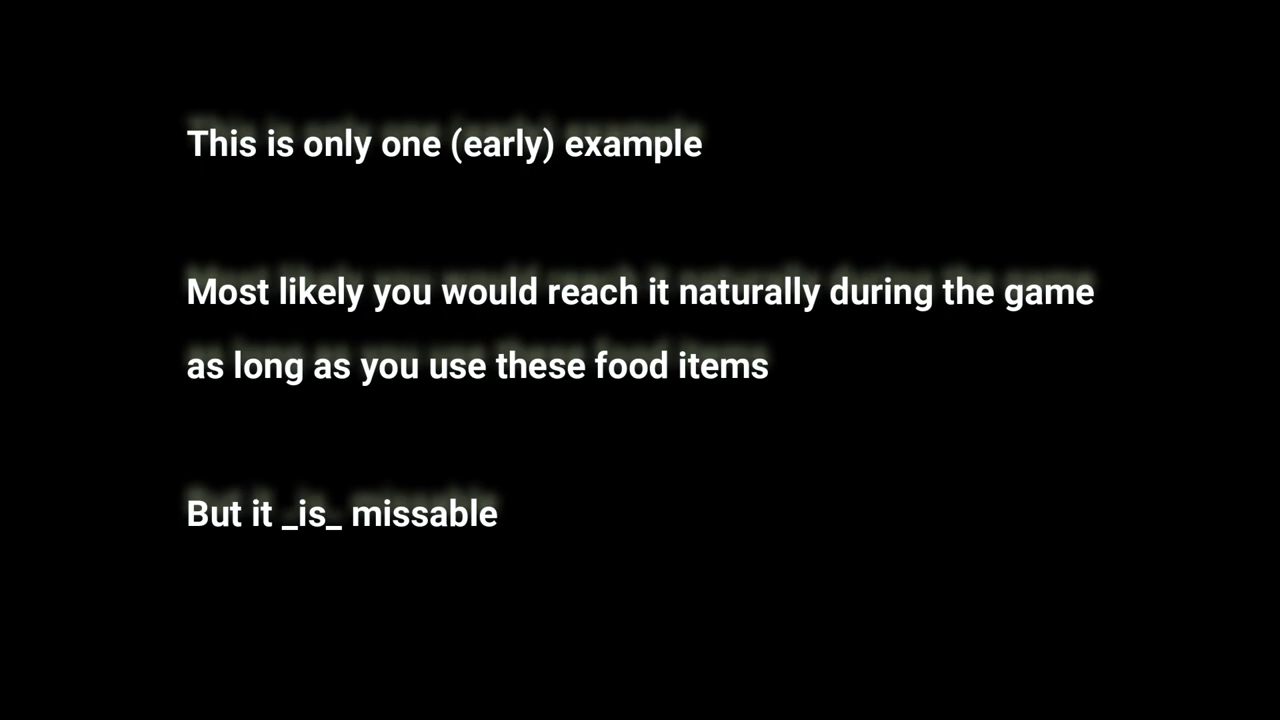 This is only one (early) example
Most likely you would reach it naturally during the game
as long as you use these food items
But it _is_ missable